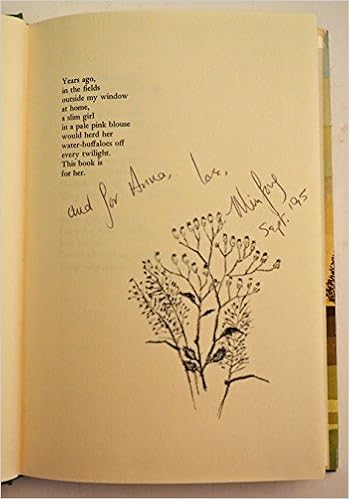 Years ago,
in the fields
outside my window
at home,
a slim girl
in a pale pink blouse
would herd her
water-buffaloes off
every twilight.
This book is
for her.
and for Anna, love,
Minfong
Sept. '95